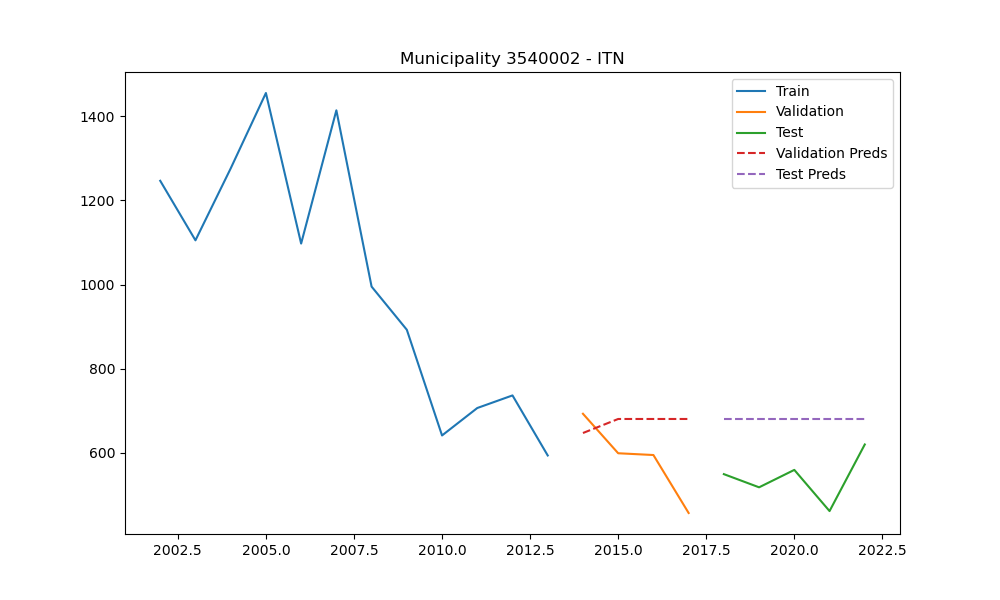 Municipality 3540002 - ITN
Train
Validation
Test
Validation Preds
Test Preds
1400
1200
1000
800
600
2002.5 2005.0 2007.5 2010.0 2012.5 2015.0 2017.5 2020.0 2022.5